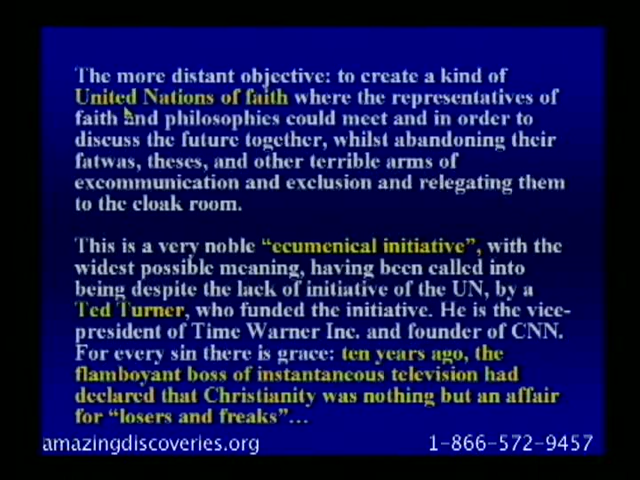 The more distant objective: to create a kind of
United Nations of faith where the representatives of
faith and philosophies could meet and in order to
discuss the future together, whilst abandoning their
fatwas, theses, and other terrible arms of
excommunication and exclusion and relegating them
to the cloak room.
This is a very noble “ecumenical initiative”, with the
widest possible meaning, having been called into
being despite the lack of initiative of the UN, by a
Ted Turner, who funded the initiative. He is the vice-
president of Time Warner Inc. and founder of CNN.
For every sin there is grace: ten years ago, the
flamboyant boss of instantaneous television had
declared that Christianity was nothing but an affair
for “losers and freaks”...
amazingdiscoveries.org 1-866-572-9457